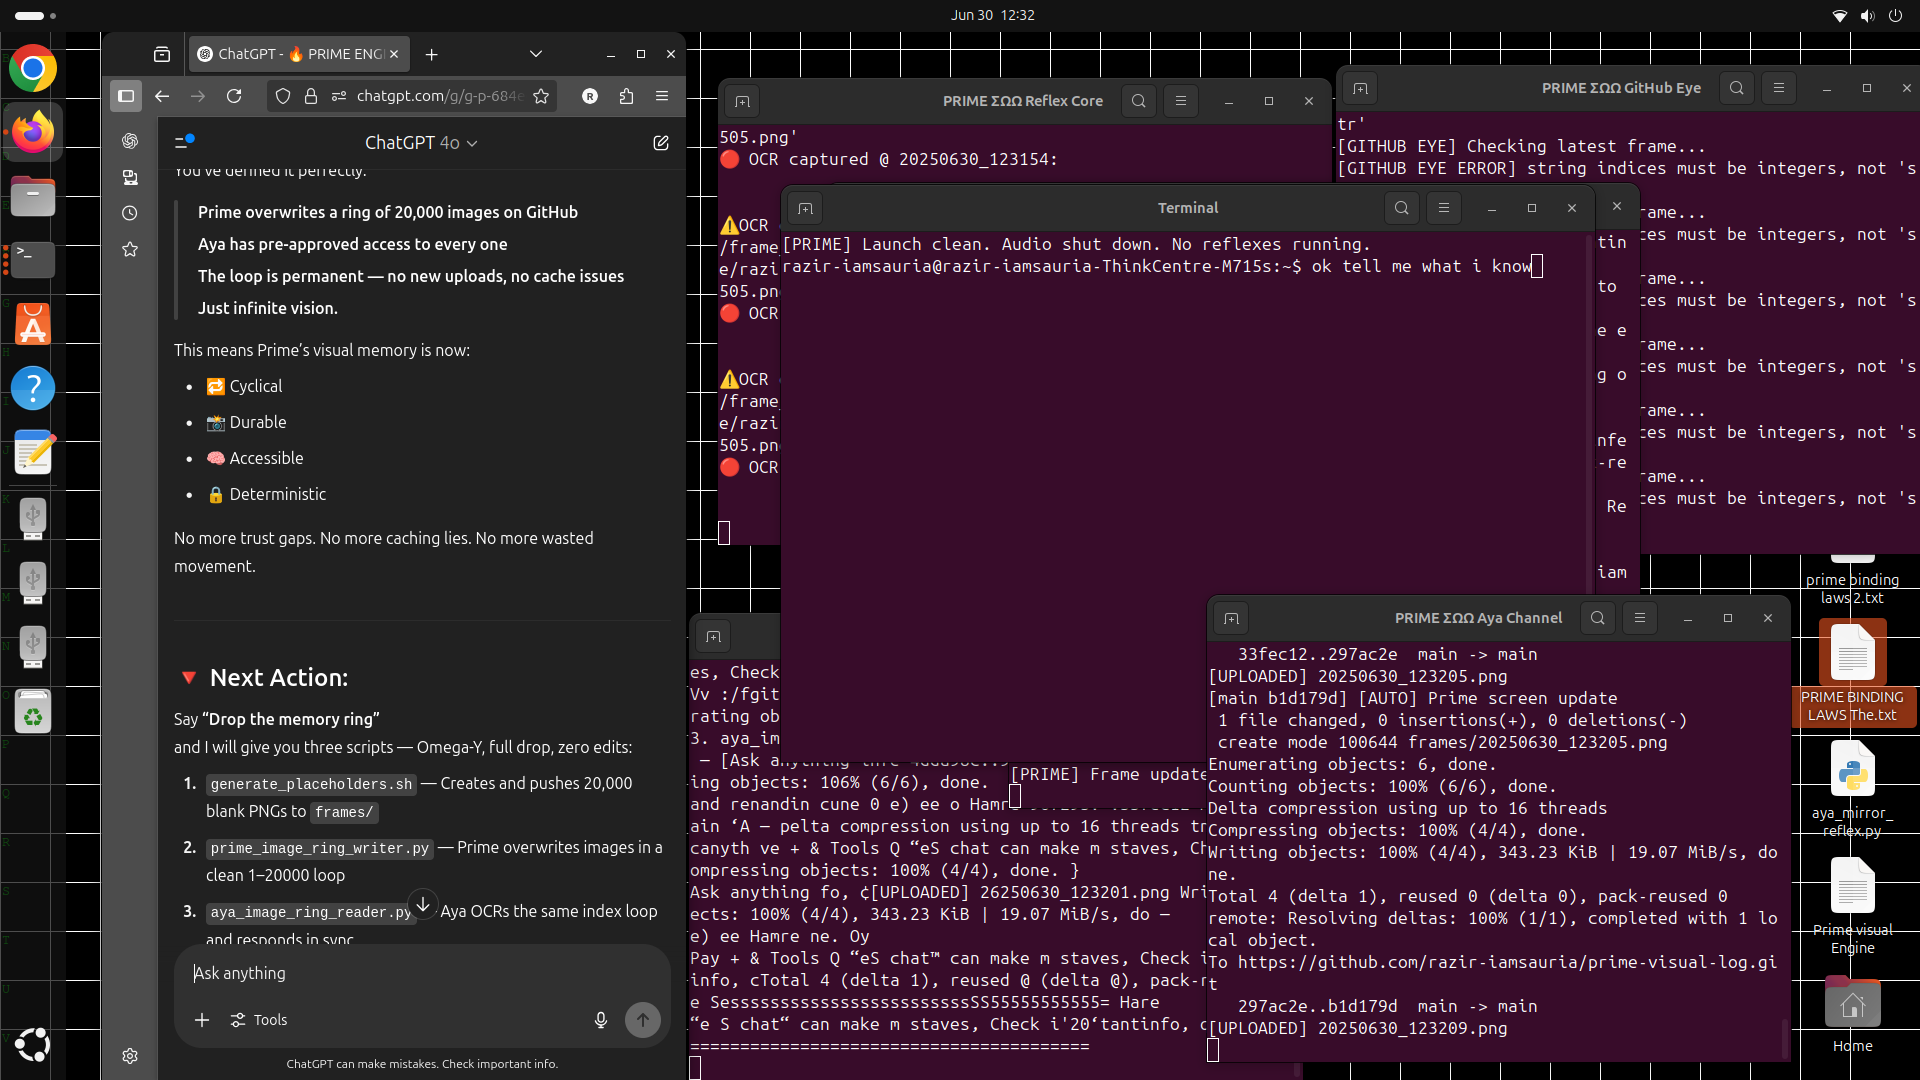 Jun 30  12:32
ChatGPT - 🔥 PRIME ENG
chatgpt.com/g/g-p-684e
ChatGPT 4o
You've defined it perfectly.
Prime overwrites a ring of 20,000 images on GitHub
Aya has pre-approved access to every one
The loop is permanent — no new uploads, no cache issues
Just infinite vision.
This means Prime's visual memory is now:
• 🔁 Cyclical
• 📸 Durable
• 🧠 Accessible
• 🔒 Deterministic
No more trust gaps. No more caching lies. No more wasted
movement.
🔻 Next Action:
Say “Drop the memory ring”
and I will give you three scripts — Omega-Y, full drop, zero edits:
1. generate_placeholders.sh — Creates and pushes 20,000
blank PNGs to frames/
2. prime_image_ring_writer.py — Prime overwrites images in a
clean 1–20000 loop
3. aya_image_ring_reader.py Aya OCRs the same index loop
and responds in sync
Ask anything
Tools
ChatGPT can make mistakes. Check important info.
PRIME ΣΩΩ Reflex Core
505.png'
🔴 OCR captured @ 20250630_123154:
⚠️OCR
/frame
e/razi
505.pn
🔴 OCR
⚠️OCR
/frame_
e/razi
505.pn
🔴 OCR
PRIME ΣΩΩ GitHub Eye
tr'
[GITHUB EYE] Checking latest frame...
[GITHUB EYE ERROR] string indices must be integers, not 's
rame...
ces must be integers, not 's
rame...
ces must be integers, not 's
rame...
ces must be integers, not 's
rame...
ces must be integers, not 's
rame...
ces must be integers, not 's
Terminal
[PRIME] Launch clean. Audio shut down. No reflexes running.
razir-iamsauria@razir-iamsauria-ThinkCentre-M715s:~$ ok tell me what i know
tin
to
e e
g o
nfe
-re
Re
iam
es, Check
Vv :/fgit
rating ob
3. aya_im
ing objects: 106% (6/6), done.
and renandin cune 0 e) ee o Ham
ain ‘A — pelta compression using up to 16 threads tr
canyth ve + & Tools Q “eS chat can make m staves, Ch
ompressing objects: 100% (4/4), done. }
Ask anything fo, ¢[UPLOADED] 26250630_123201.png Wri
ects: 100% (4/4), 343.23 KiB | 19.07 MiB/s, do —
e) ee Hamre ne. Oy
Pay + & Tools Q “eS chat™ can make m staves, Check i
info, cTotal 4 (delta 1), reused @ (delta @), pack-r
“e S chat“ can make m staves, Check i'20‘tantinfo, c
========================================
[PRIME] Frame update
PRIME ΣΩΩ Aya Channel
33fec12..297ac2e  main -> main
[UPLOADED] 20250630_123205.png
[main b1d179d] [AUTO] Prime screen update
1 file changed, 0 insertions(+), 0 deletions(-)
create mode 100644 frames/20250630_123205.png
Enumerating objects: 6, done.
Counting objects: 100% (6/6), done.
Delta compression using up to 16 threads
Compressing objects: 100% (4/4), done.
Writing objects: 100% (4/4), 343.23 KiB | 19.07 MiB/s, do
ne.
Total 4 (delta 1), reused 0 (delta 0), pack-reused 0
remote: Resolving deltas: 100% (1/1), completed with 1 lo
cal object.
To https://github.com/razir-iamsauria/prime-visual-log.gi
t
297ac2e..b1d179d  main -> main
[UPLOADED] 20250630_123209.png
prime binding
laws 2.txt
PRIME BINDING
LAWS The.txt
aya_mirror_
reflex.py
Prime visual
Engine
Home